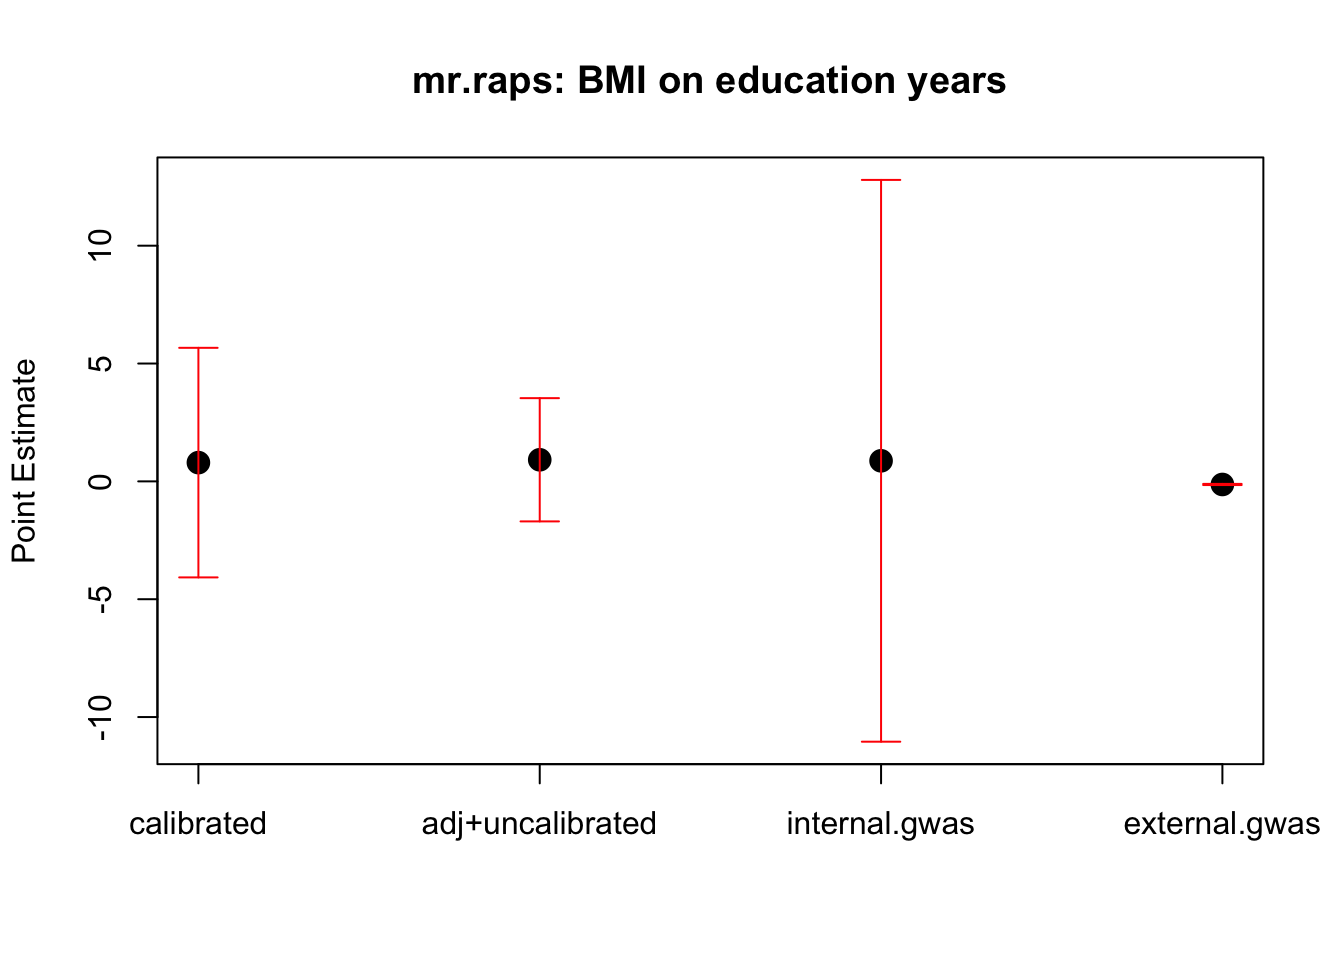 mr.raps: BMI on education years
Point Estimate
10
5
0
-5
-10
calibrated
adj+uncalibrated
internal.gwas
external.gwas